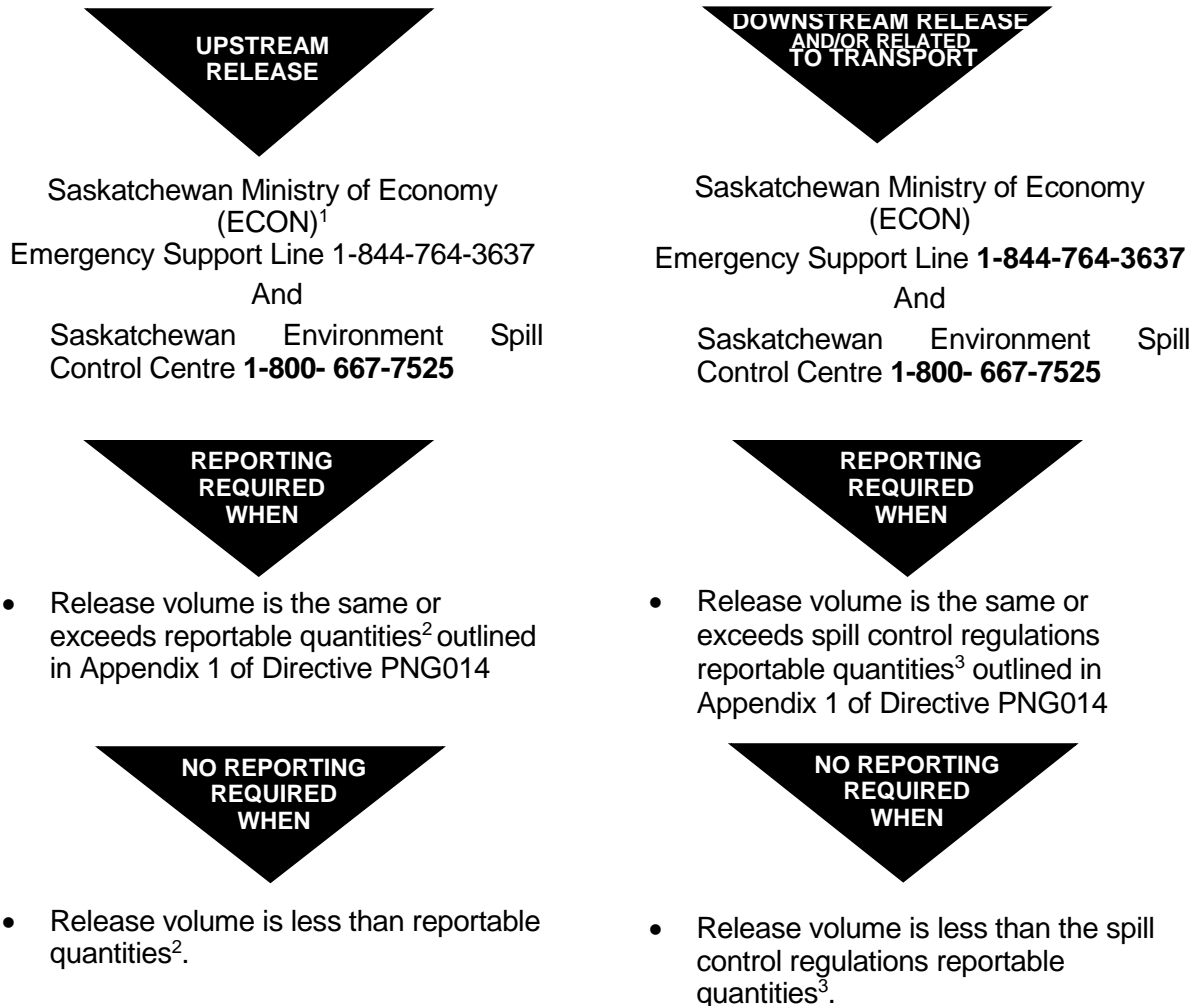 UPSTREAM
RELEASE
Saskatchewan Ministry of Economy
(ECON)¹
Emergency Support Line 1-844-764-3637
And
Saskatchewan Environment Spill
Control Centre 1-800- 667-7525
REPORTING
REQUIRED
WHEN
• Release volume is the same or
exceeds reportable quantities² outlined
in Appendix 1 of Directive PNG014
NO REPORTING
REQUIRED
WHEN
• Release volume is less than reportable
quantities².
DOWNSTREAM RELEASE
AND/OR RELATED
TO TRANSPORT
Saskatchewan Ministry of Economy
(ECON)
Emergency Support Line 1-844-764-3637
And
Saskatchewan Environment Spill
Control Centre 1-800- 667-7525
REPORTING
REQUIRED
WHEN
• Release volume is the same or
exceeds spill control regulations
reportable quantities³ outlined in
Appendix 1 of Directive PNG014
NO REPORTING
REQUIRED
WHEN
• Release volume is less than the spill
control regulations reportable
quantities³.